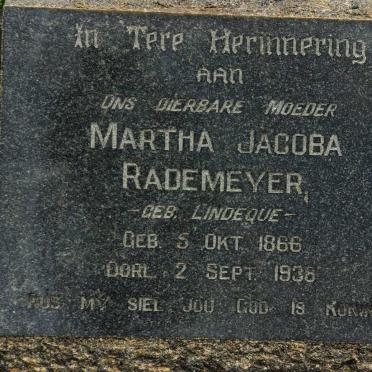 In Tere Herinnering
AAN
ONS DIERBARE MOEDER
MARTHA JACOBA
RADEMEYER,
-GEB. LINDEQUE-
GEB. 5 OKT. 1866
OORL. 2 SEPT. 1938
RUS MY SIEL JOU GOD IS